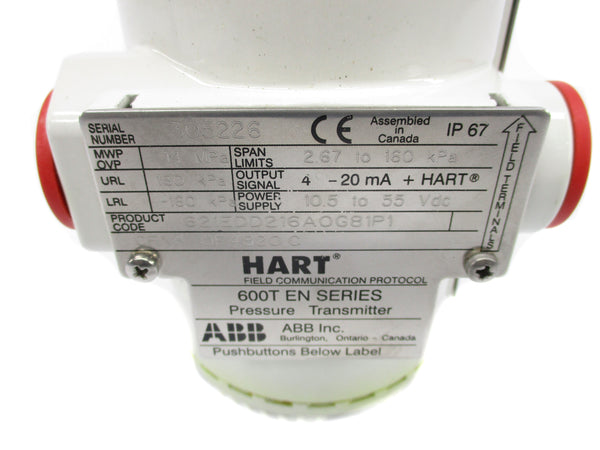 SERIAL NUMBER CE Assembled in Canada IP 67
MWP OVP SPAN LIMITS 2.67 to 160 kPa
URL kPa OUTPUT SIGNAL 4 - 20 mA + HART®
LRL -160 kPa POWER SUPPLY 10.5 to 55 Vdc
PRODUCT CODE
FIELD TERMINALS
HART®
FIELD COMMUNICATION PROTOCOL
600T EN SERIES
Pressure Transmitter
ABB ABB Inc.
Burlington, Ontario - Canada
Pushbuttons Below Label